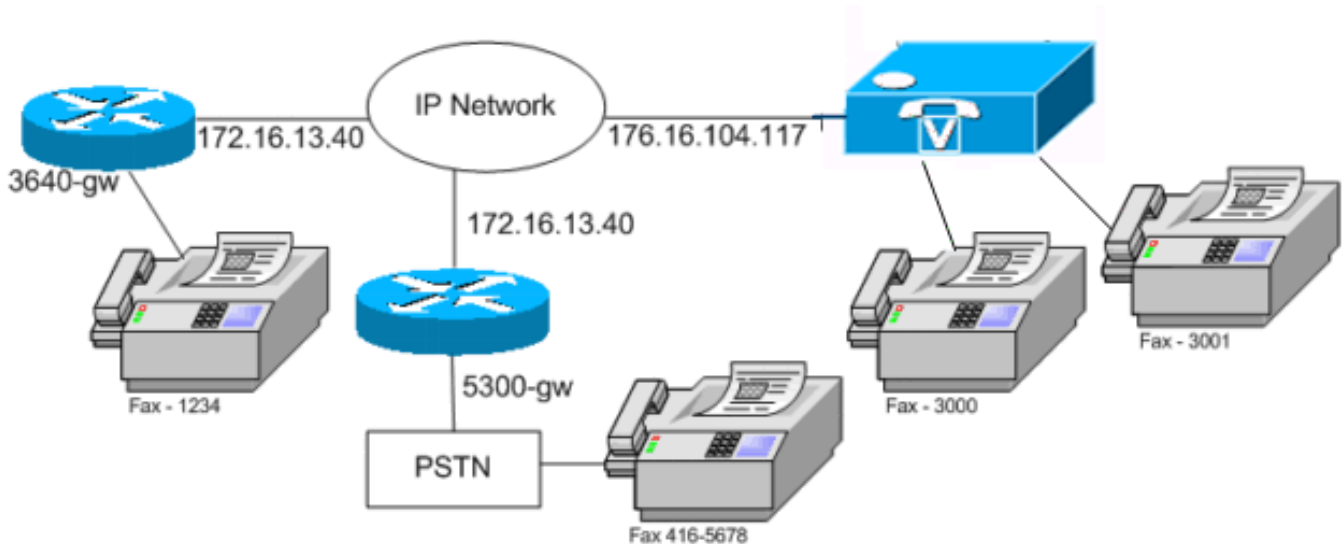 IP Network
172.16.13.40
176.16.104.117
V
3640-gw
172.16.13.40
Fax - 3001
5300-gw
Fax - 1234
Fax - 3000
PSTN
Fax 416-5678